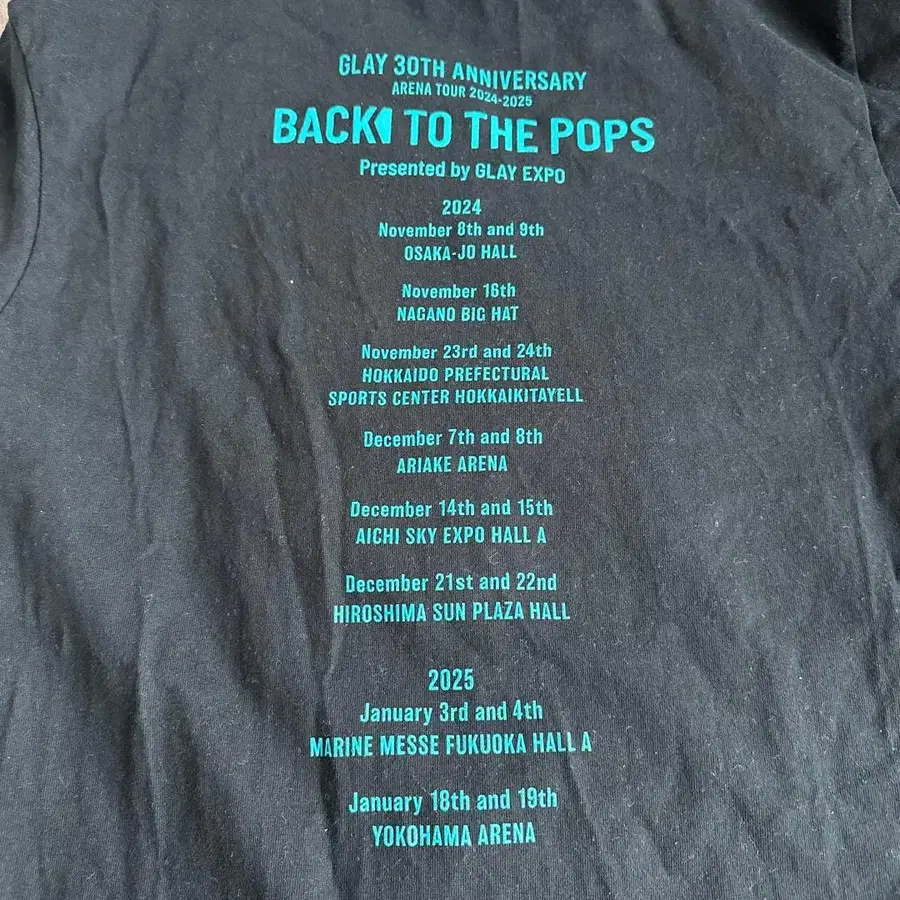 GLAY 30TH ANNIVERSARY
ARENA TOUR 2024-2025
BACK TO THE POPS
Presented by GLAY EXPO
2024
November 8th and 9th
OSAKA-JO HALL
November 16th
NAGANO BIG HAT
November 23rd and 24th
HOKKAIDO PREFECTURAL
SPORTS CENTER HOKKAIKITAYELL
December 7th and 8th
ARIAKE ARENA
December 14th and 15th
AICHI SKY EXPO HALL A
December 21st and 22nd
HIROSHIMA SUN PLAZA HALL
2025
January 3rd and 4th
MARINE MESSE FUKUOKA HALL A
January 18th and 19th
YOKOHAMA ARENA